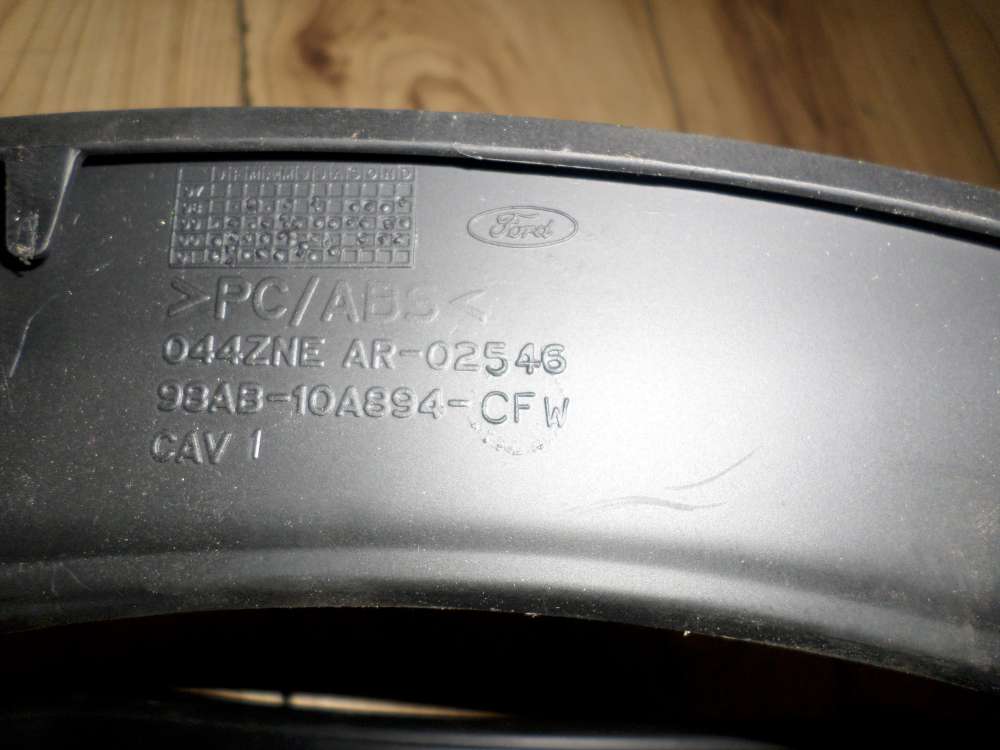 J F M A M J J A S O N D
Ford
>PC/ABS<
044ZNE AR-02546
98AB-10A894-CFW
CAV 1